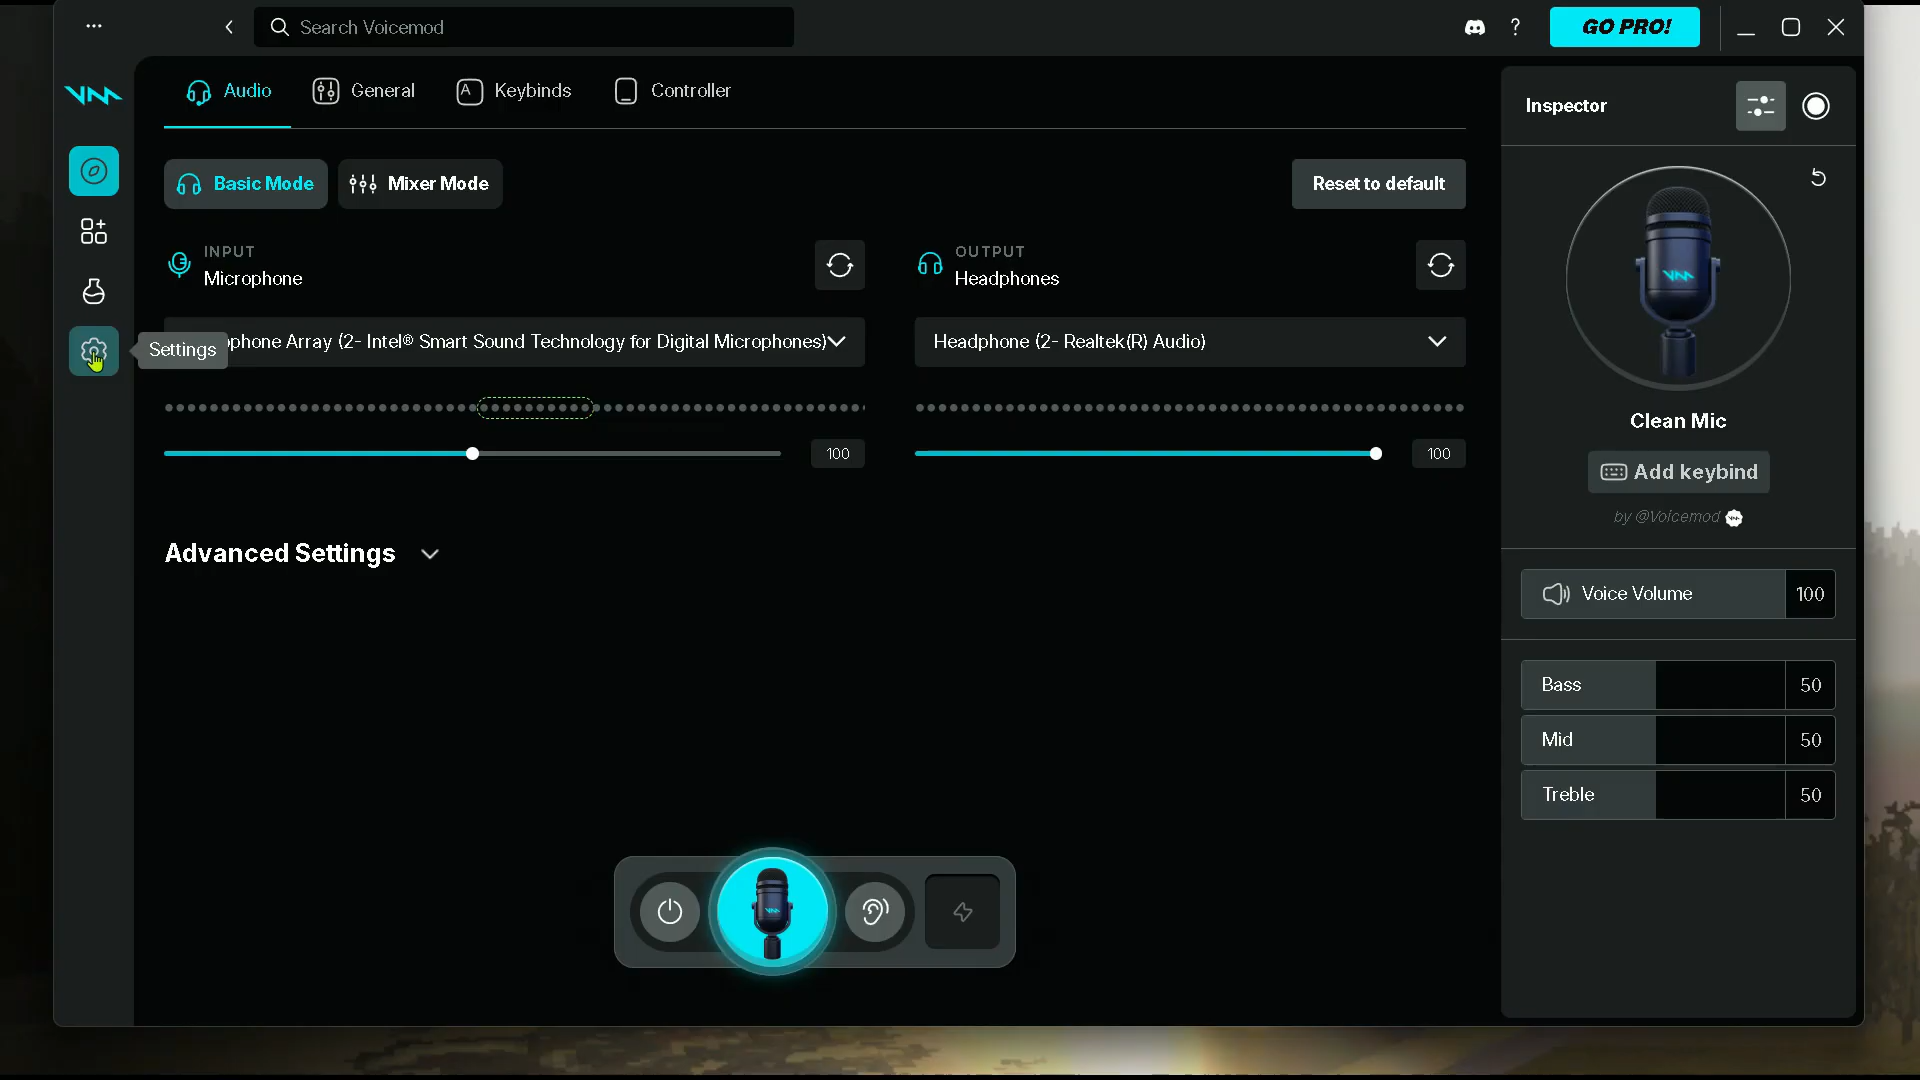 Search Voicemod
?
GO PRO!
Audio
General
A
Keybinds
Controller
Basic Mode
Mixer Mode
Reset to default
INPUT
Microphone
OUTPUT
Headphones
Settings
phone Array (2- Intel® Smart Sound Technology for Digital Microphones)
Headphone (2- Realtek(R) Audio)
100
100
Advanced Settings
Inspector
Clean Mic
Add keybind
by @Voicemod
Voice Volume
100
Bass
50
Mid
50
Treble
50